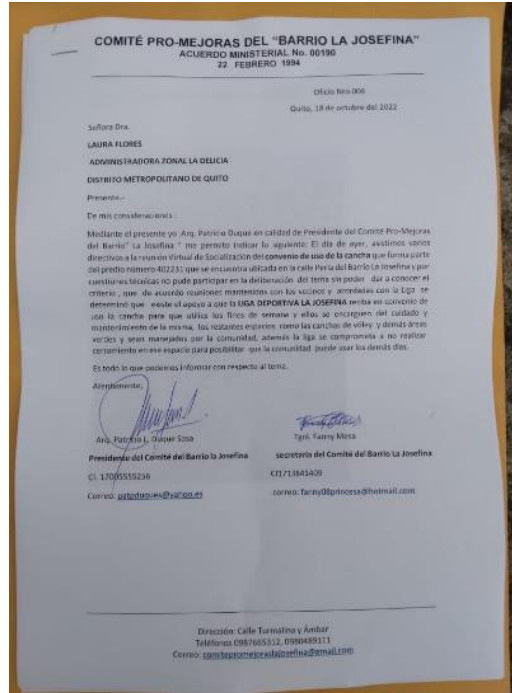 COMITÉ PRO-MEJORAS DEL "BARRIO LA JOSEFINA"
ACUERDO MINISTERIAL No. 00190
22 FEBRERO 1994
Oficio Nro 006
Quito, 18 de octubre del 2022
Señora Dra.
LAURA FLORES
ADMINISTRADORA ZONAL LA DELICIA
DISTRITO METROPOLITANO DE QUITO
Presente.-
De mis consideraciones :
Mediante el presente yo .Arq. Patricio Duque en calidad de Presidente del Comité Pro-Mejoras
del Barrio" La Josefina " me permito indicar lo siguiente: El día de ayer, asistimos varios
directivos a la reunión Virtual de Socialización del convenio de uso de la cancha que forma parte
del predio número 402231 que se encuentra ubicada en la calle Perla del Barrio La Josefina y por
cuestiones técnicas no pude participar en la deliberación del tema sin poder dar a conocer el
criterio , que de acuerdo reuniones mantenidas con los vecinos y acordadas con la Liga se
determinó que existe el apoyo a que la LIGA DEPORTIVA LA JOSEFINA reciba en convenio de
uso la cancha para que utilice los fines de semana y ellos se encarguen del cuidado y
mantenimiento de la misma, los restantes espacios como las canchas de vóley y demás áreas
verdes y sean manejados por la comunidad, además la liga se comprometa a no realizar
cerramiento en ese espacio para posibilitar que la comunidad puede usar los demás días.
Es todo lo que podemos informar con respecto al tema.
Atentamente,
Arq. Patricio L. Duque Sosa
Tgnl. Fanny Mesa
Presidente del Comité del Barrio la Josefina
secretaria del Comité del Barrio La Josefina
CI. 17095555256
CI1713841409
Correo: patoduques@yahoo.es
correo: fanny08princesa@hotmail.com
Dirección: Calle Turmalina y Ámbar
Teléfonos 0987665312, 0980489111
Correo: comitepromejoraslajosefina@gmail.com